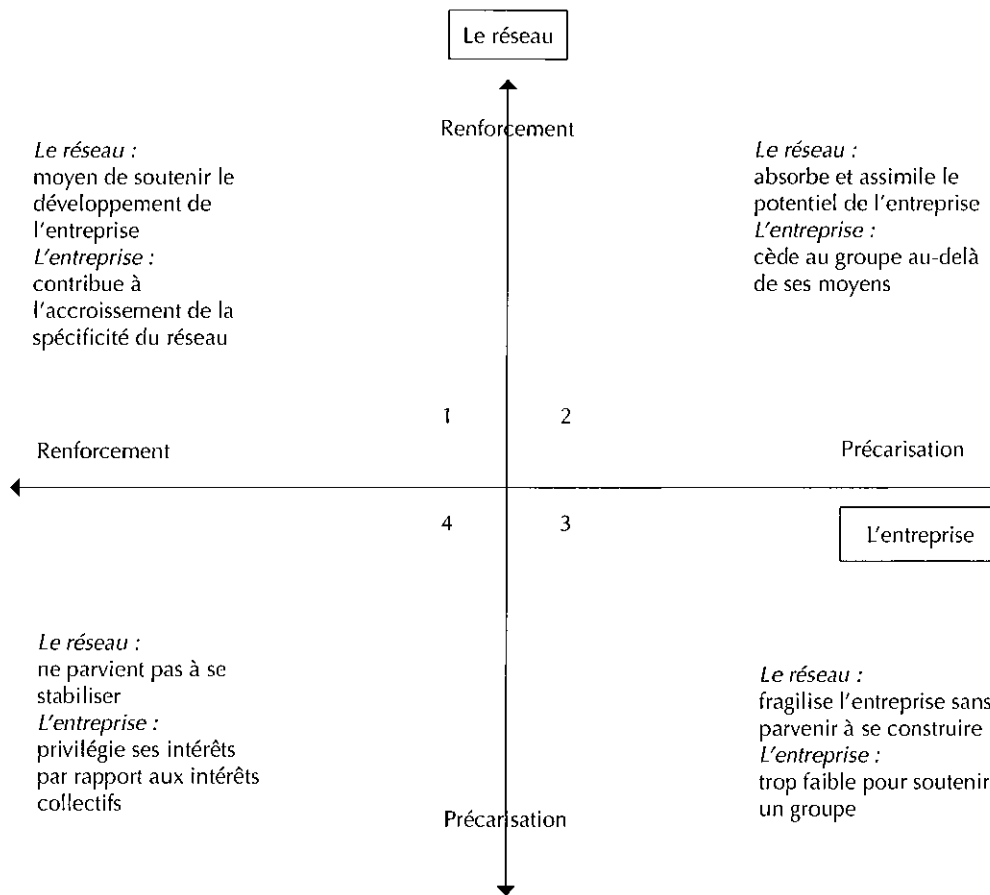 Le réseau
Renforcement
Le réseau :
moyen de soutenir le
développement de
l'entreprise
L'entreprise :
contribue à
l'accroissement de la
spécificité du réseau
Le réseau :
absorbe et assimile le
potentiel de l'entreprise
L'entreprise :
cède au groupe au-delà
de ses moyens
1
2
Renforcement
Précarisation
4
3
L'entreprise
Le réseau :
ne parvient pas à se
stabiliser
L'entreprise :
privilégie ses intérêts
par rapport aux intérêts
collectifs
Le réseau :
fragilise l'entreprise sans
parvenir à se construire
L'entreprise :
trop faible pour soutenir
un groupe
Précarisation